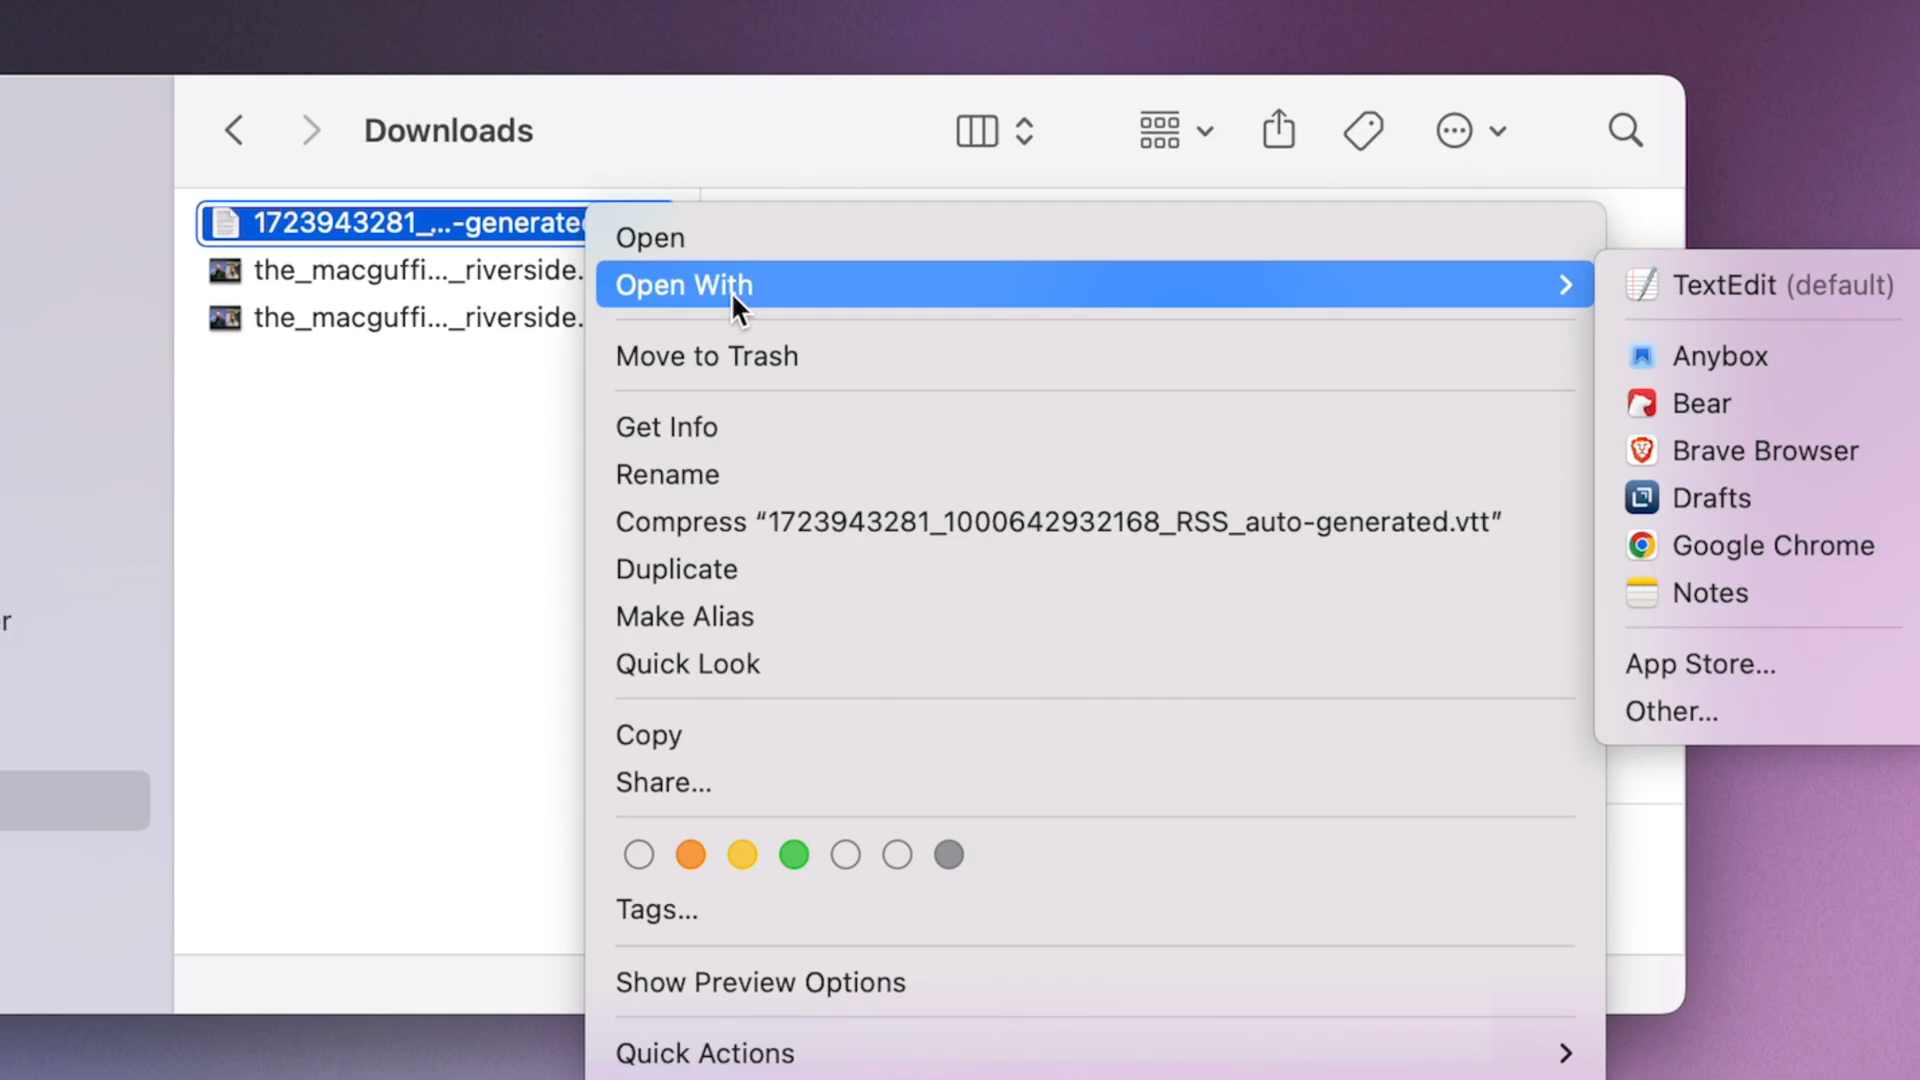 Downloads
1723943281_...-generated
the_macguffi..._riverside.
the_macguffi..._riverside.
r
Open
Open With
Move to Trash
Get Info
Rename
Compress “1723943281_1000642932168_RSS_auto-generated.vtt”
Duplicate
Make Alias
Quick Look
Copy
Share...
Tags...
Show Preview Options
Quick Actions
TextEdit (default)
Anybox
Bear
Brave Browser
Drafts
Google Chrome
Notes
App Store...
Other...